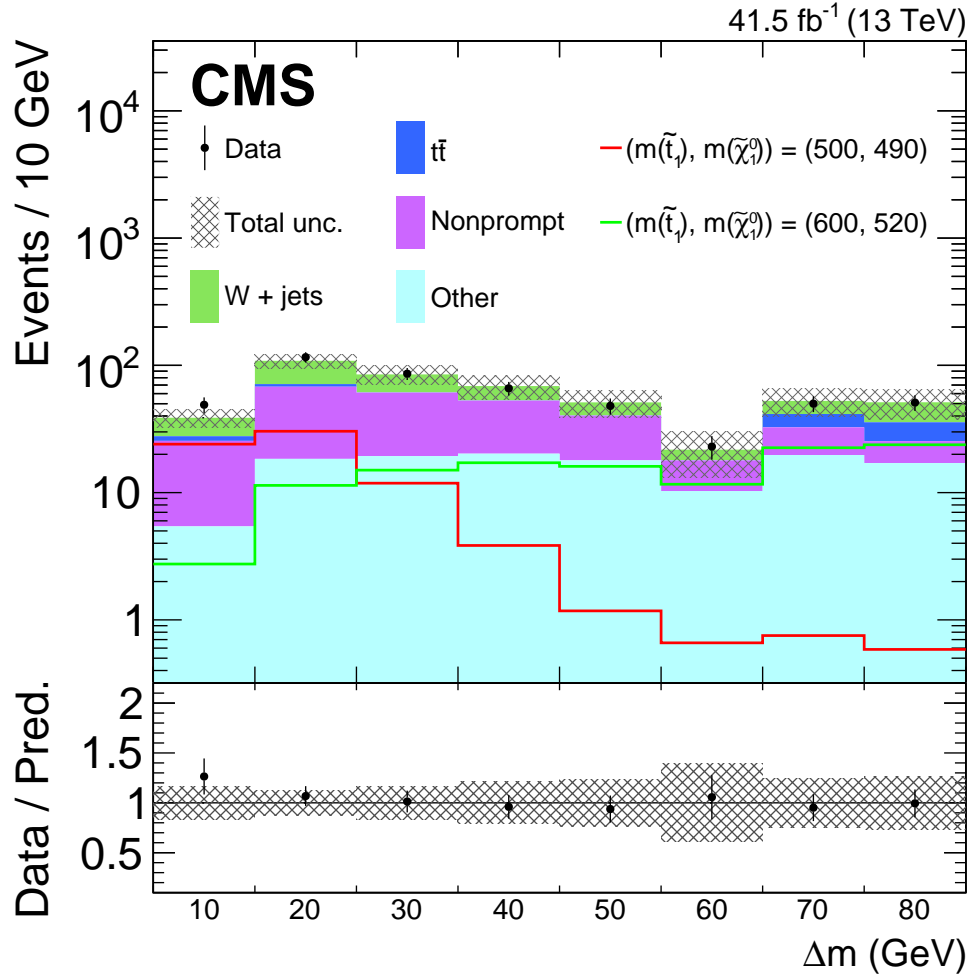 41.5 fb⁻¹ (13 TeV)
Events / 10 GeV
CMS
Data
tt̄
(m(t̃₁), m(χ̃₁⁰)) = (500, 490)
Total unc.
Nonprompt
(m(t̃₁), m(χ̃₁⁰)) = (600, 520)
W + jets
Other
10⁴
10³
10²
10
1
Data / Pred.
2
1.5
1
0.5
10 20 30 40 50 60 70 80
Δm (GeV)